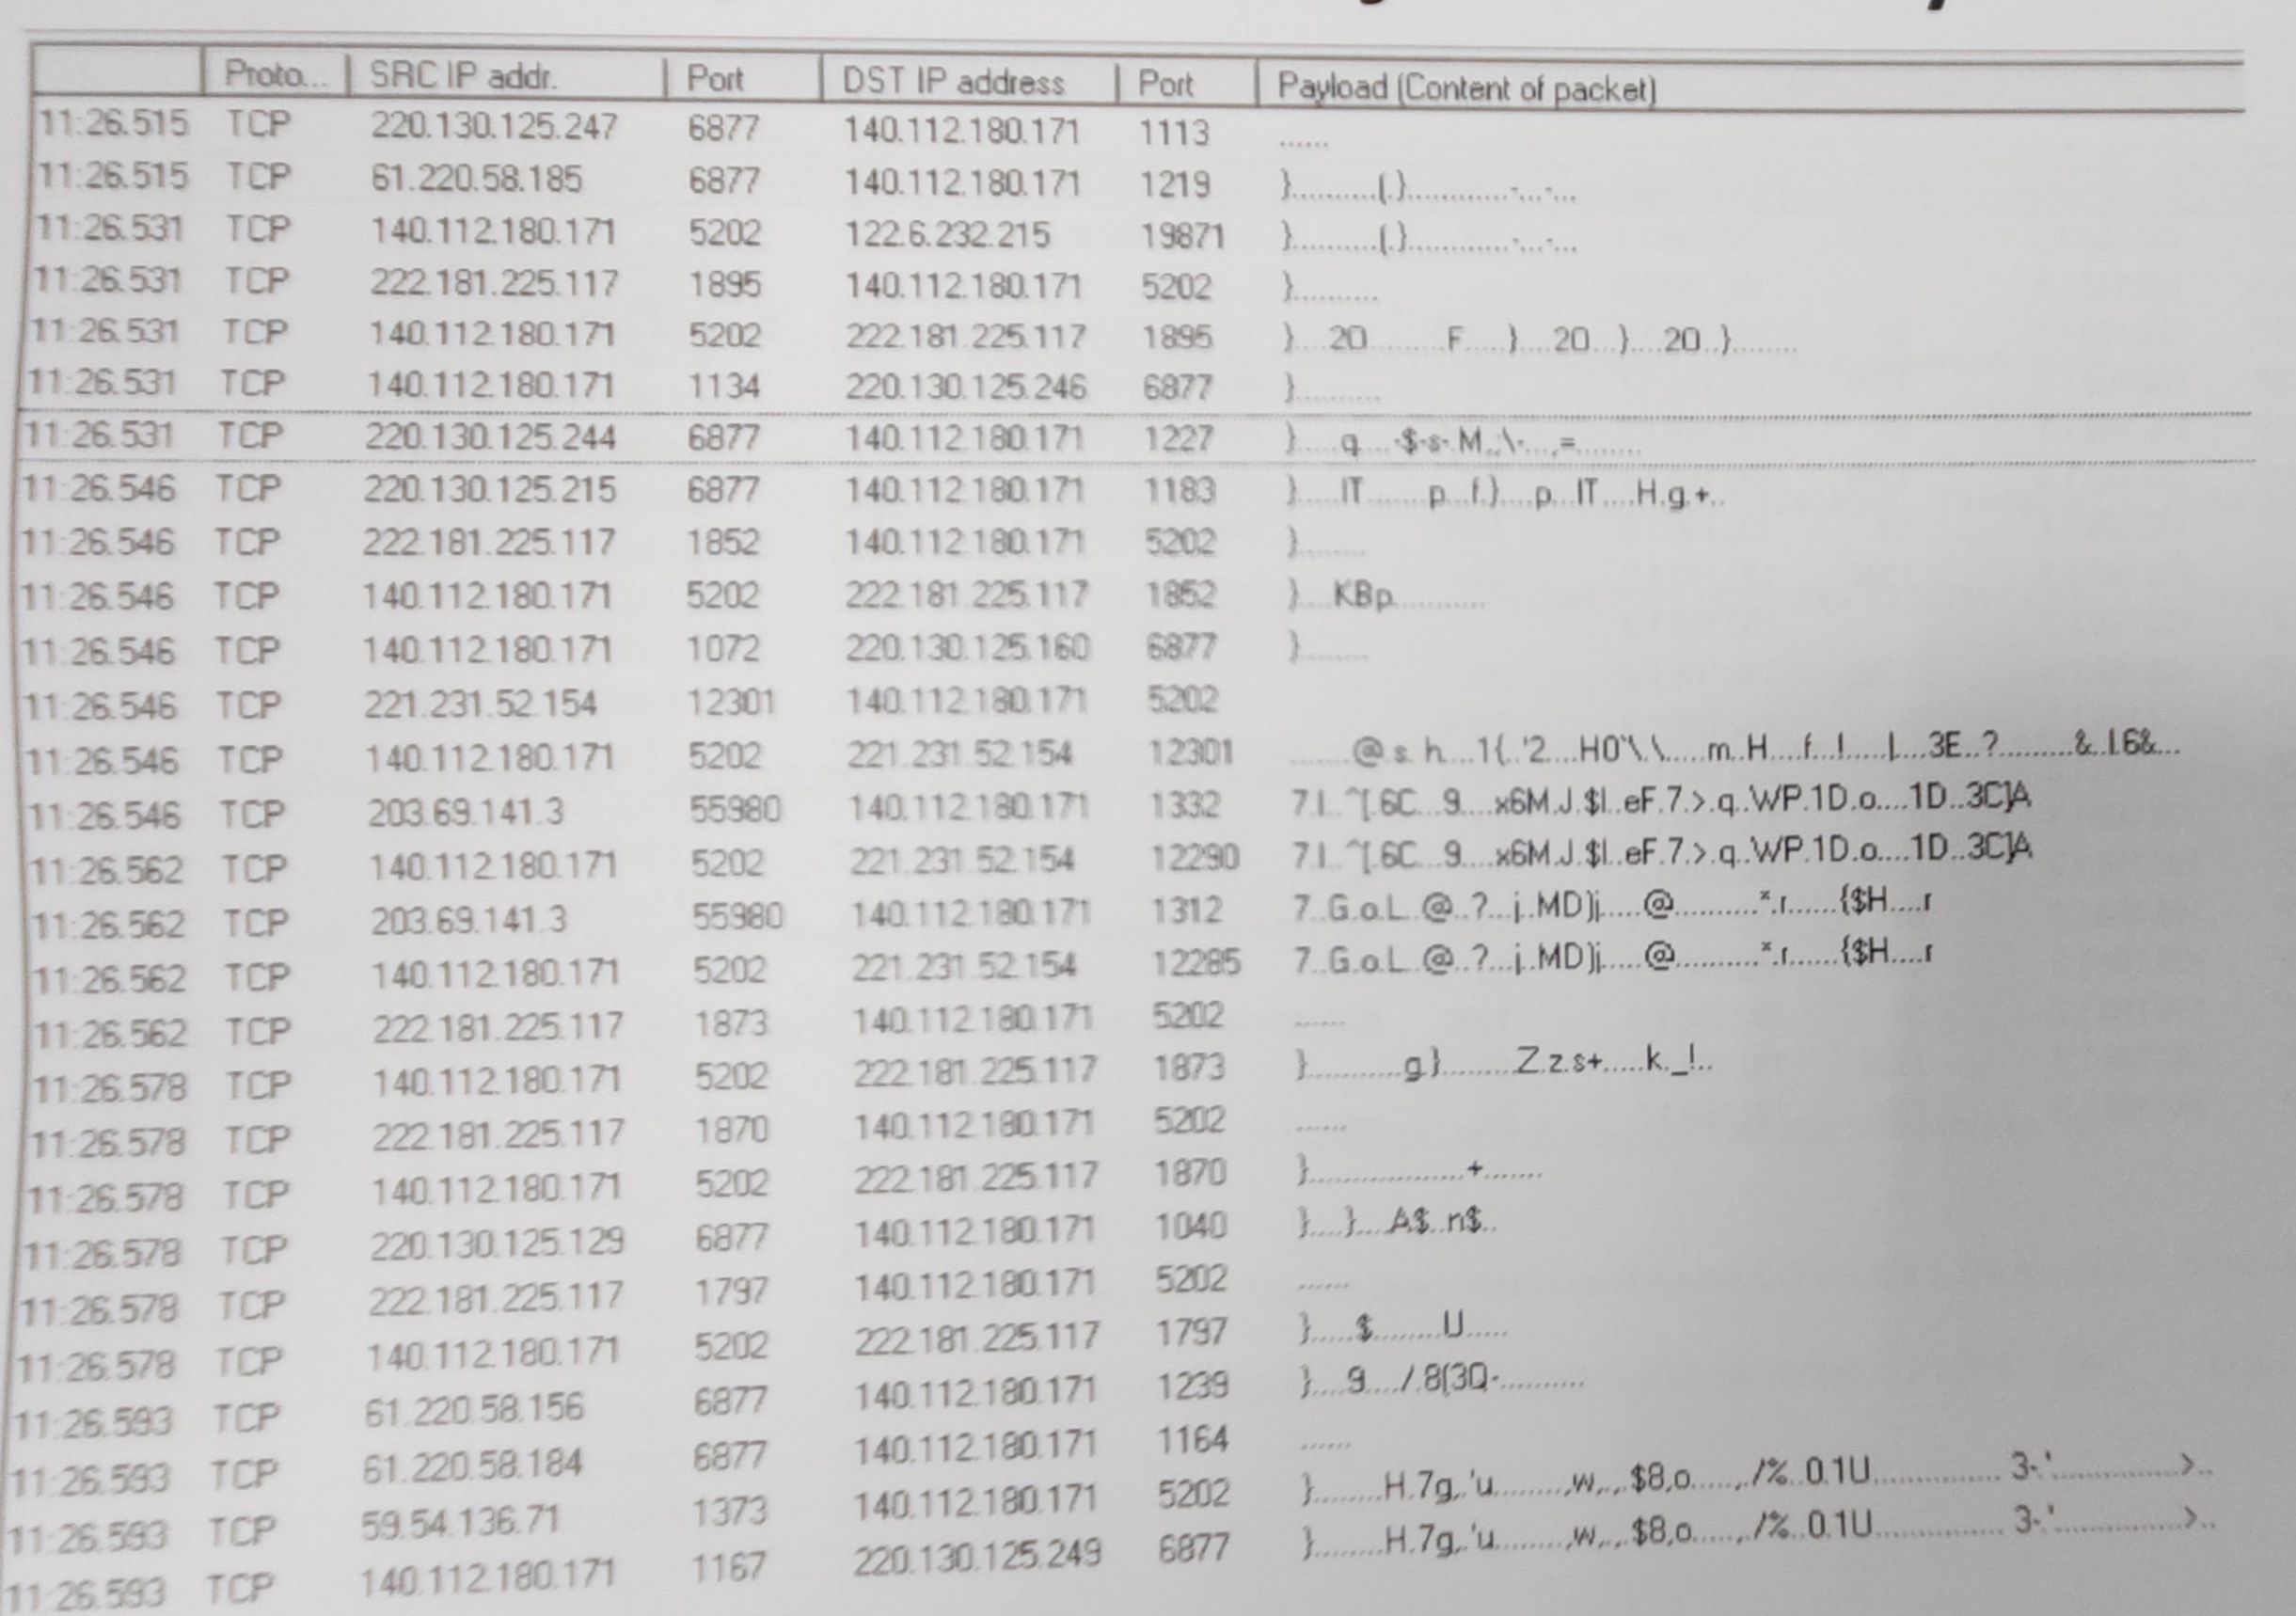 Proto... SRC IP addr. Port DST IP address Port Payload (Content of packet)
11:26.515 TCP 220.130.125.247 6877 140.112.180.171 1113 ......
11:26.515 TCP 61.220.58.185 6877 140.112.180.171 1219 }..........(.}............-...-...
11:26.531 TCP 140.112.180.171 5202 122.6.232.215 19871 }..........(.}............-...-...
11:26.531 TCP 222.181.225.117 1895 140.112.180.171 5202 }..........
11:26.531 TCP 140.112.180.171 5202 222.181.225.117 1895 }....20.........F....}....20...}....20..}........
11:26.531 TCP 140.112.180.171 1134 220.130.125.246 6877 }..........
11:26.531 TCP 220.130.125.244 6877 140.112.180.171 1227 }.....q....-$-s-.M,.;\-...,=........
11:26.546 TCP 220.130.125.215 6877 140.112.180.171 1183 }.....IT.......p...f.}....p...IT....H.g.+..
11:26.546 TCP 222.181.225.117 1852 140.112.180.171 5202 }........
11:26.546 TCP 140.112.180.171 5202 222.181.225.117 1852 }....KBp...........
11:26.546 TCP 140.112.180.171 1072 220.130.125.160 6877 }........
11:26.546 TCP 221.231.52.154 12301 140.112.180.171 5202
11:26.546 TCP 140.112.180.171 5202 221.231.52.154 12301 .......@.s.h....1{..'2....H0"\.\.....m..H....f...!.....|....3E..?.........&..l.6&...
11:26.546 TCP 203.69.141.3 55980 140.112.180.171 1332 7.l..^[.6C...9....x6M.J.$l..eF.7.>.q..WP.1D.o....1D..3C]A
11:26.562 TCP 140.112.180.171 5202 221.231.52.154 12290 7.l..^[.6C...9....x6M.J.$l..eF.7.>.q..WP.1D.o....1D..3C]A
11:26.562 TCP 203.69.141.3 55980 140.112.180.171 1312 7..G.o.L..@..?...j..MD)j.....@..........*.r......{$H....r
11:26.562 TCP 140.112.180.171 5202 221.231.52.154 12285 7..G.o.L..@..?...j..MD)j.....@..........*.r......{$H....r
11:26.562 TCP 222.181.225.117 1873 140.112.180.171 5202 ......
11:26.578 TCP 140.112.180.171 5202 222.181.225.117 1873 }............g}........Z.z.s+.....k._!..
11:26.578 TCP 222.181.225.117 1870 140.112.180.171 5202 ......
11:26.578 TCP 140.112.180.171 5202 222.181.225.117 1870 }...................+.......
11:26.578 TCP 220.130.125.129 6877 140.112.180.171 1040 }....}....A$..n$..
11:26.578 TCP 222.181.225.117 1797 140.112.180.171 5202 ......
11:26.578 TCP 140.112.180.171 5202 222.181.225.117 1797 }.....$........U.....
11:26.593 TCP 61.220.58.156 6877 140.112.180.171 1239 }....9..../.8(3Q-..........
11:26.593 TCP 61.220.58.184 6877 140.112.180.171 1164 ......
11:26.593 TCP 59.54.136.71 1373 140.112.180.171 5202 }........H.7g,.'u........,w,..,$8,o......,./%..0.1U............... 3-.'..............>..
11:26.593 TCP 140.112.180.171 1167 220.130.125.249 6877 }........H.7g,.'u........,w,..,$8,o......,./%..0.1U............... 3-.'..............>..